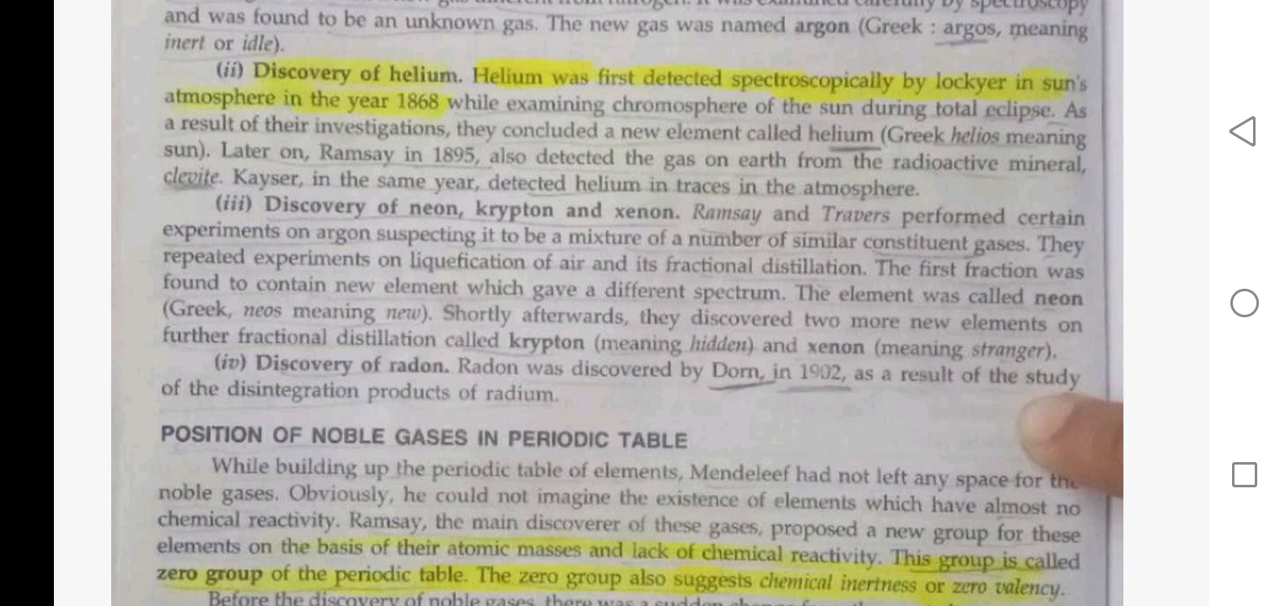 and was found to be an unknown gas. The new gas was named argon (Greek : argos, meaning
inert or idle).
(ii) Discovery of helium. Helium was first detected spectroscopically by lockyer in sun's
atmosphere in the year 1868 while examining chromosphere of the sun during total eclipse. As
a result of their investigations, they concluded a new element called helium (Greek helios meaning
sun). Later on, Ramsay in 1895, also detected the gas on earth from the radioactive mineral,
clevite. Kayser, in the same year, detected helium in traces in the atmosphere.
(iii) Discovery of neon, krypton and xenon. Ramsay and Travers performed certain
experiments on argon suspecting it to be a mixture of a number of similar constituent gases. They
repeated experiments on liquefication of air and its fractional distillation. The first fraction was
found to contain new element which gave a different spectrum. The element was called neon
(Greek, neos meaning new). Shortly afterwards, they discovered two more new elements on
further fractional distillation called krypton (meaning hidden) and xenon (meaning stranger).
(iv) Discovery of radon. Radon was discovered by Dorn, in 1902, as a result of the study
of the disintegration products of radium.
POSITION OF NOBLE GASES IN PERIODIC TABLE
While building up the periodic table of elements, Mendeleef had not left any space for the
noble gases. Obviously, he could not imagine the existence of elements which have almost no
chemical reactivity. Ramsay, the main discoverer of these gases, proposed a new group for these
elements on the basis of their atomic masses and lack of chemical reactivity. This group is called
zero group of the periodic table. The zero group also suggests chemical inertness or zero valency.
Before the discovery of noble gases, there was a sudden